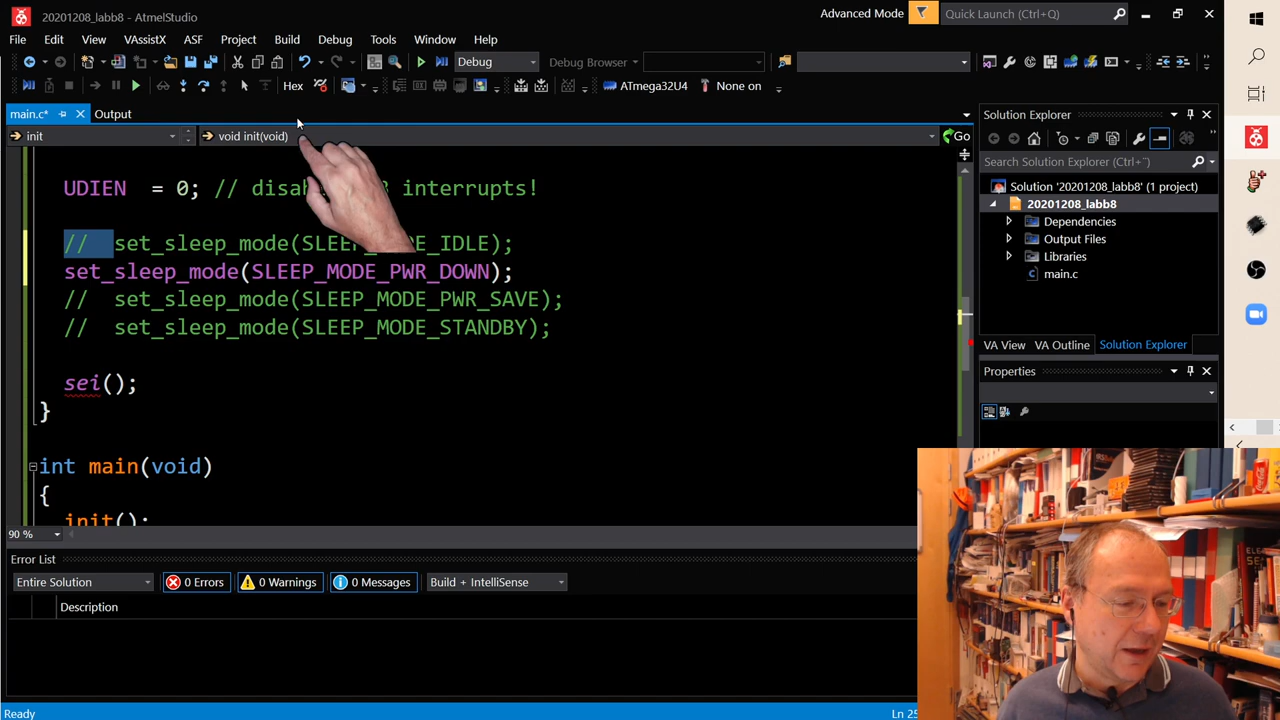 20201208_labb8 - AtmelStudio
Advanced Mode
Quick Launch (Ctrl+Q)
File Edit View VAssistX ASF Project Build Debug Tools Window Help
Debug
Debug Browser
Hex
ATmega32U4
None on
main.c*
Output
init
void init(void)
Go
UDIEN = 0; // interrupts!
// set_sleep_mode(SLEEP_MODE_IDLE);
set_sleep_mode(SLEEP_MODE_PWR_DOWN);
// set_sleep_mode(SLEEP_MODE_PWR_SAVE);
// set_sleep_mode(SLEEP_MODE_STANDBY);
sei();
}
int main(void)
{
init();
90 %
Error List
Entire Solution
0 Errors
0 Warnings
0 Messages
Build + IntelliSense
Description
Ready
Ln 25
Solution Explorer
Search Solution Explorer (Ctrl+¨)
Solution '20201208_labb8' (1 project)
20201208_labb8
Dependencies
Output Files
Libraries
main.c
VA View
VA Outline
Solution Explorer
Properties